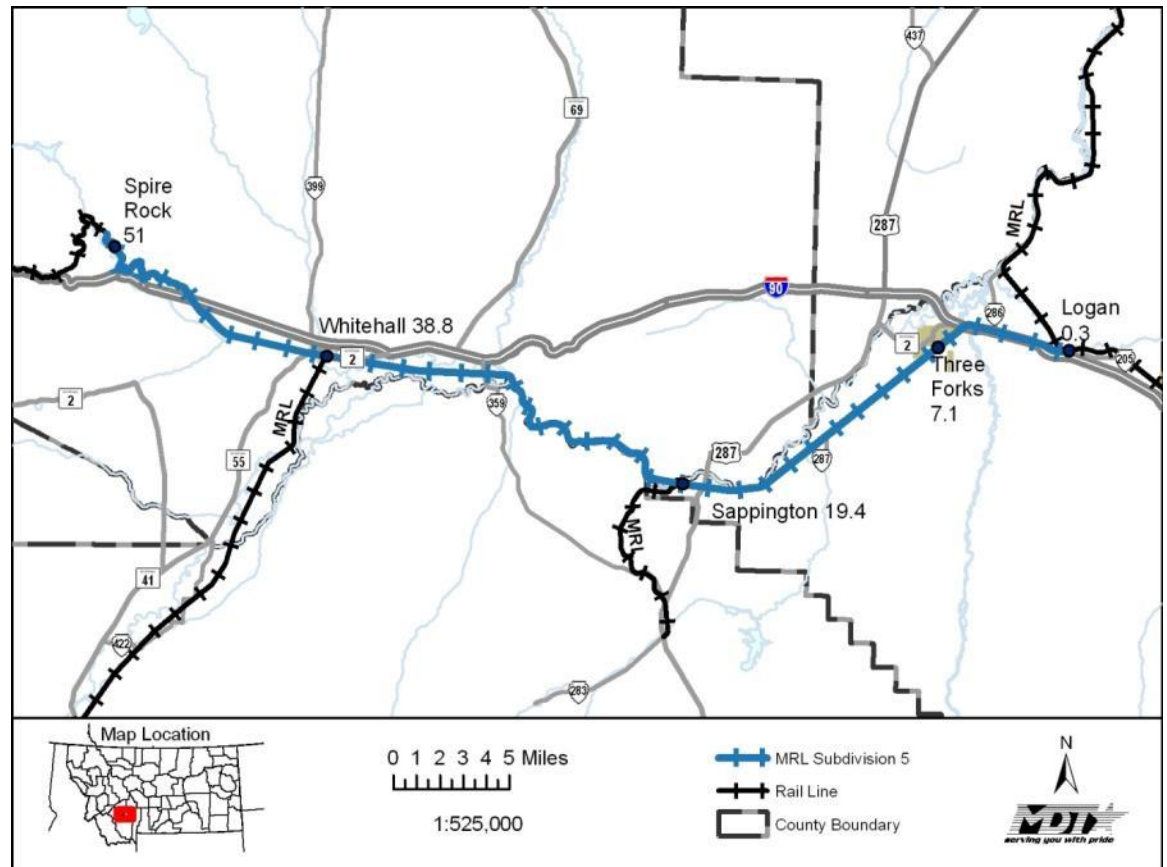 437
69
399
Spire
Rock
51
287
MRL
90
286
Logan
0.3
Whitehall 38.8
2
2
Three
Forks
7.1
205
359
2
MRL
55
287
287
Sappington 19.4
MRL
41
422
283
Map Location
0 1 2 3 4 5 Miles
1:525,000
MRL Subdivision 5
Rail Line
County Boundary
N
MDT
serving you with pride